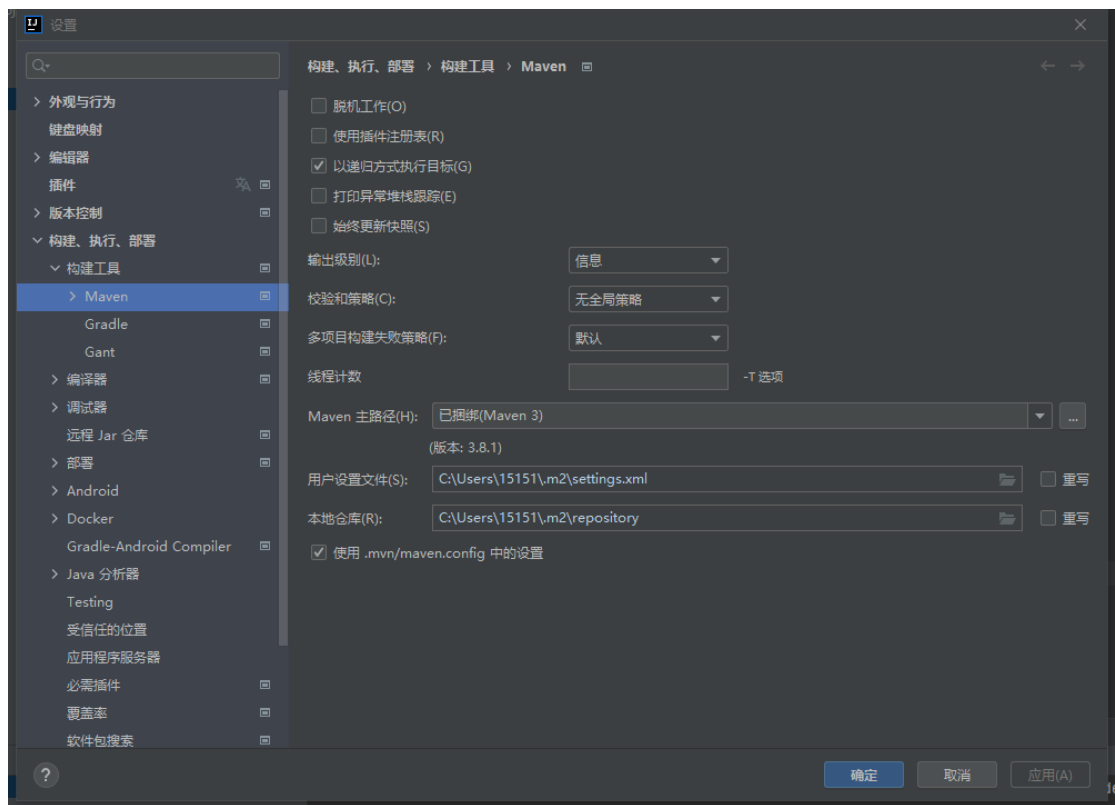 设置
外观与行为
键盘映射
编辑器
插件
版本控制
构建、执行、部署
构建工具
Maven
Gradle
Gant
编译器
调试器
远程 Jar 仓库
部署
Android
Docker
Gradle-Android Compiler
Java 分析器
Testing
受信任的位置
应用程序服务器
必需插件
覆盖率
软件包搜索
构建、执行、部署 › 构建工具 › Maven
脱机工作(O)
使用插件注册表(R)
以递归方式执行目标(G)
打印异常堆栈跟踪(E)
始终更新快照(S)
输出级别(L): 信息
校验和策略(C): 无全局策略
多项目构建失败策略(F): 默认
线程计数 -T 选项
Maven 主路径(H): 已捆绑(Maven 3) ...
(版本: 3.8.1)
用户设置文件(S): C:\Users\15151\.m2\settings.xml 重写
本地仓库(R): C:\Users\15151\.m2\repository 重写
使用 .mvn/maven.config 中的设置
? 确定 取消 应用(A)